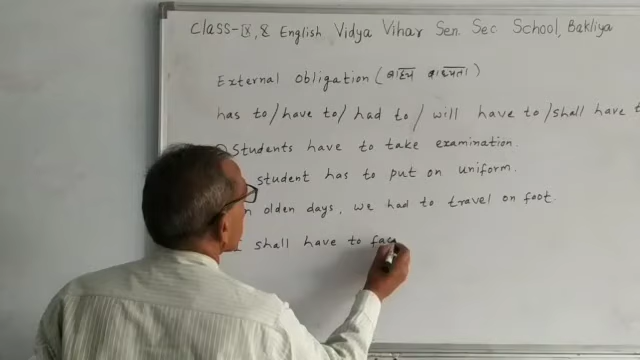 Class-IX, & English Vidya Vihar Sen. Sec School, Bakliya
External Obligation (बाह्य बाध्यता)
has to/have to/ had to/ will have to /shall have t
Students have to take examination.
student has to put on uniform.
n olden days, we had to travel on foot.
shall have to fac